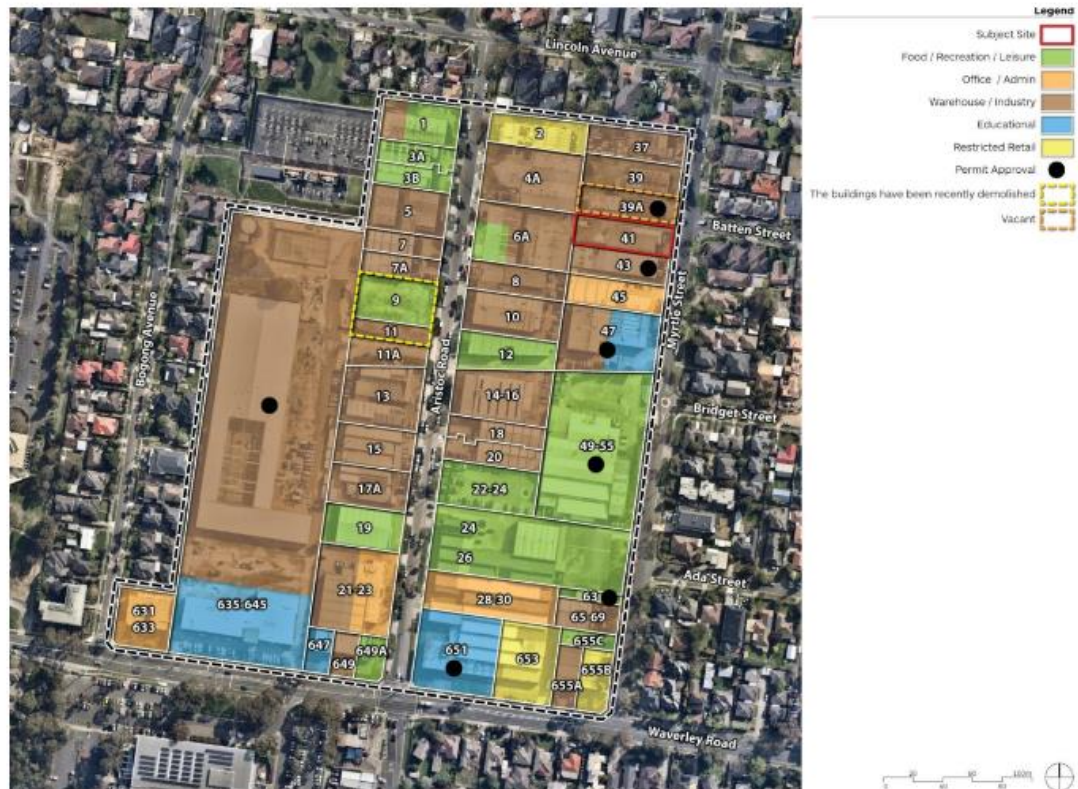 Legend
Subject Site
Food / Recreation / Leisure
Office / Admin
Warehouse / Industry
Educational
Restricted Retail
Permit Approval
The buildings have been recently demolished
Vacant
Lincoln Avenue
Batten Street
Myrtle Street
Bridget Street
Ada Street
Waverley Road
Aristoc Road
Bogong Avenue
1
3A
3B
5
7
7A
9
11
11A
13
15
17A
19
21-23
631
633
635-645
647
649
649A
2
4A
6A
8
10
12
14-16
18
20
22-24
24
26
28-30
651
653
37
39
39A
41
43
45
47
49-55
63
65-69
655C
655B
655A
100m